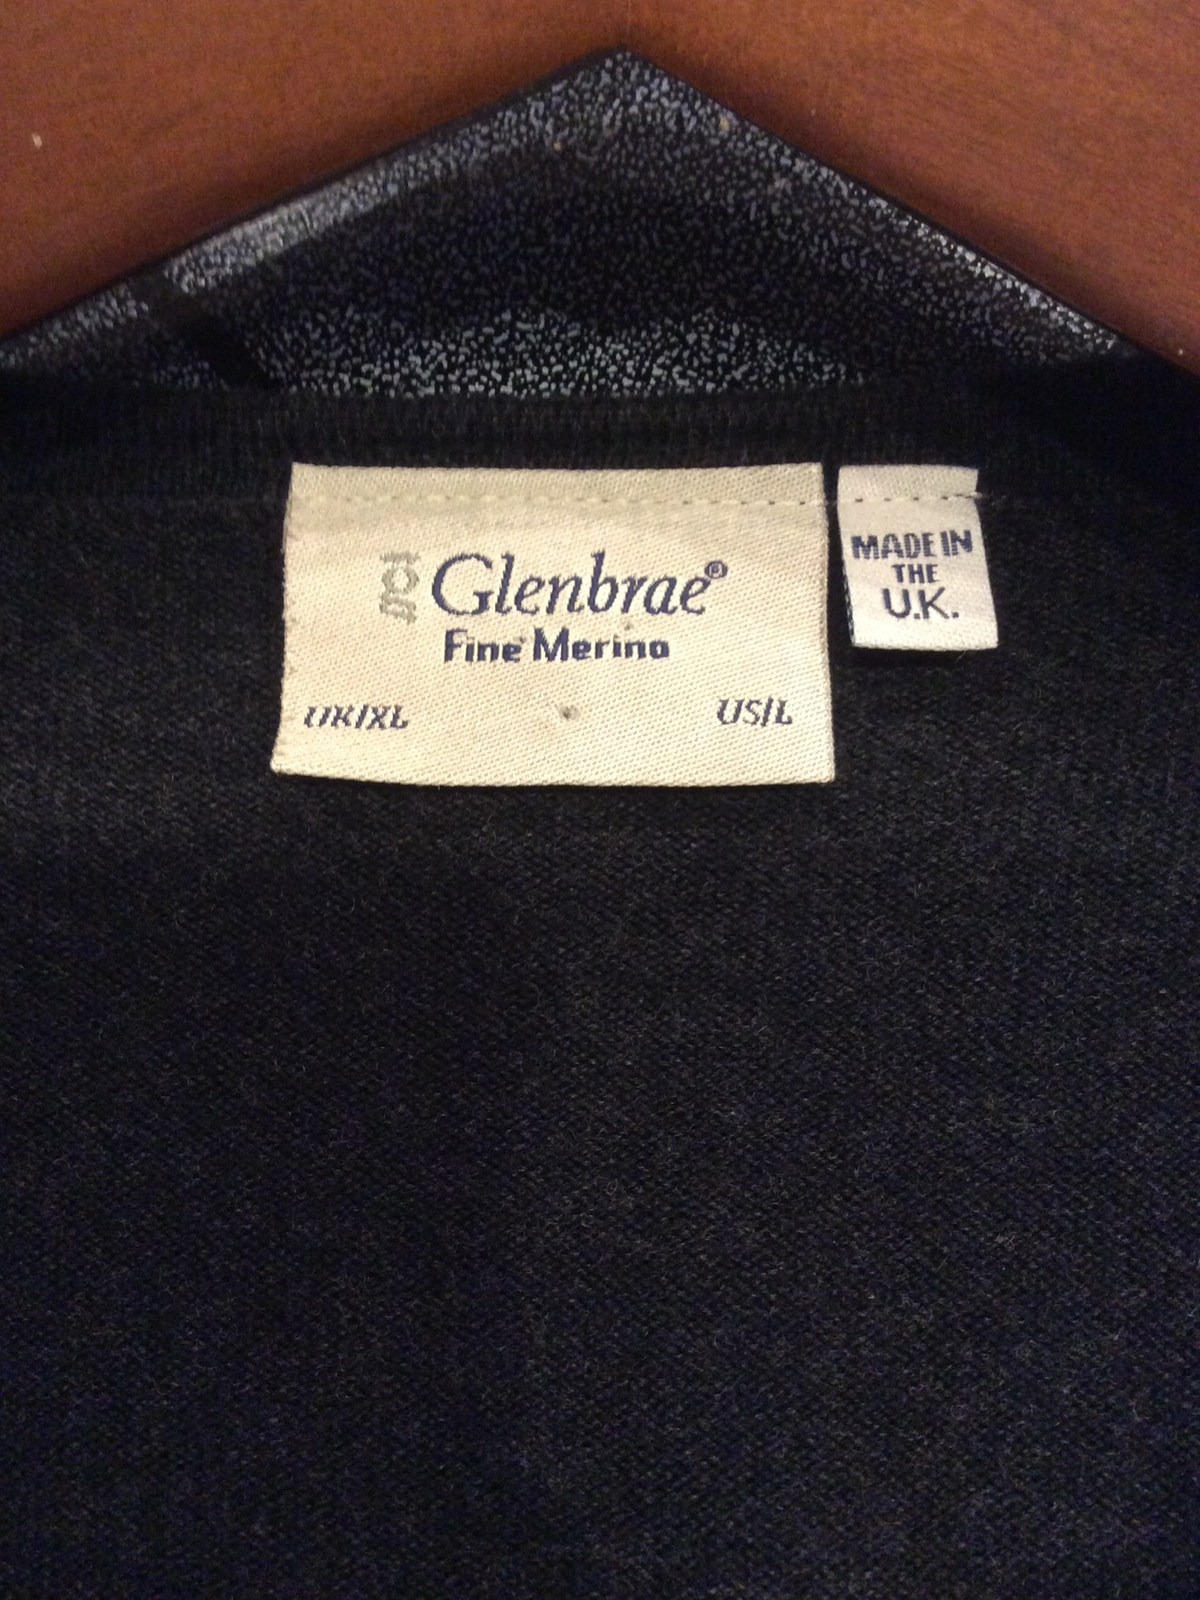 Glenbrae®
Fine Merino
UK/XL US/L
MADE IN
THE
U.K.